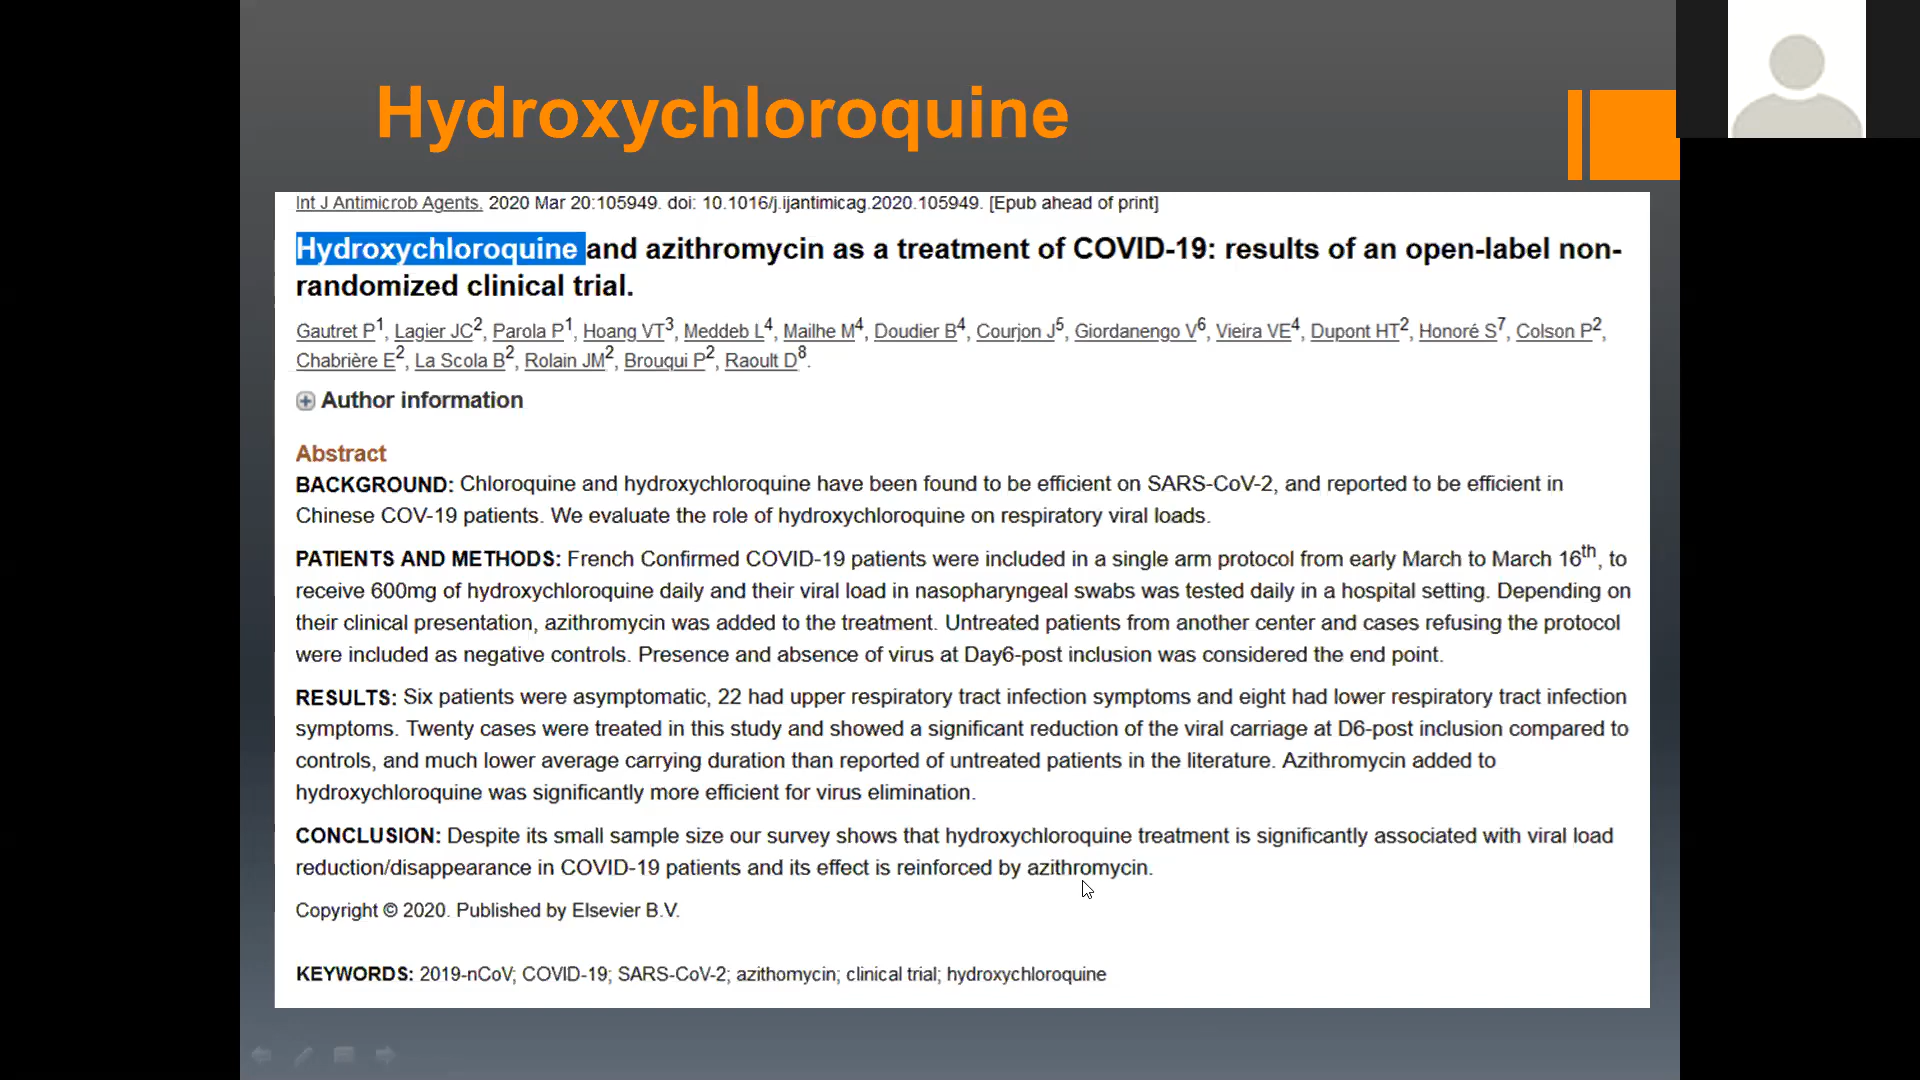 Hydroxychloroquine
Int J Antimicrob Agents. 2020 Mar 20:105949. doi: 10.1016/j.ijantimicag.2020.105949. [Epub ahead of print]
Hydroxychloroquine and azithromycin as a treatment of COVID-19: results of an open-label non-
randomized clinical trial.
Gautret P1, Lagier JC2, Parola P1, Hoang VT3, Meddeb L4, Mailhe M4, Doudier B4, Courjon J5, Giordanengo V6, Vieira VE4, Dupont HT2, Honoré S7, Colson P2,
Chabrière E2, La Scola B2, Rolain JM2, Brouqui P2, Raoult D8.
Author information
Abstract
BACKGROUND: Chloroquine and hydroxychloroquine have been found to be efficient on SARS-CoV-2, and reported to be efficient in
Chinese COV-19 patients. We evaluate the role of hydroxychloroquine on respiratory viral loads.
PATIENTS AND METHODS: French Confirmed COVID-19 patients were included in a single arm protocol from early March to March 16th, to
receive 600mg of hydroxychloroquine daily and their viral load in nasopharyngeal swabs was tested daily in a hospital setting. Depending on
their clinical presentation, azithromycin was added to the treatment. Untreated patients from another center and cases refusing the protocol
were included as negative controls. Presence and absence of virus at Day6-post inclusion was considered the end point.
RESULTS: Six patients were asymptomatic, 22 had upper respiratory tract infection symptoms and eight had lower respiratory tract infection
symptoms. Twenty cases were treated in this study and showed a significant reduction of the viral carriage at D6-post inclusion compared to
controls, and much lower average carrying duration than reported of untreated patients in the literature. Azithromycin added to
hydroxychloroquine was significantly more efficient for virus elimination.
CONCLUSION: Despite its small sample size our survey shows that hydroxychloroquine treatment is significantly associated with viral load
reduction/disappearance in COVID-19 patients and its effect is reinforced by azithromycin.
Copyright © 2020. Published by Elsevier B.V.
KEYWORDS: 2019-nCoV; COVID-19; SARS-CoV-2; azithomycin; clinical trial; hydroxychloroquine